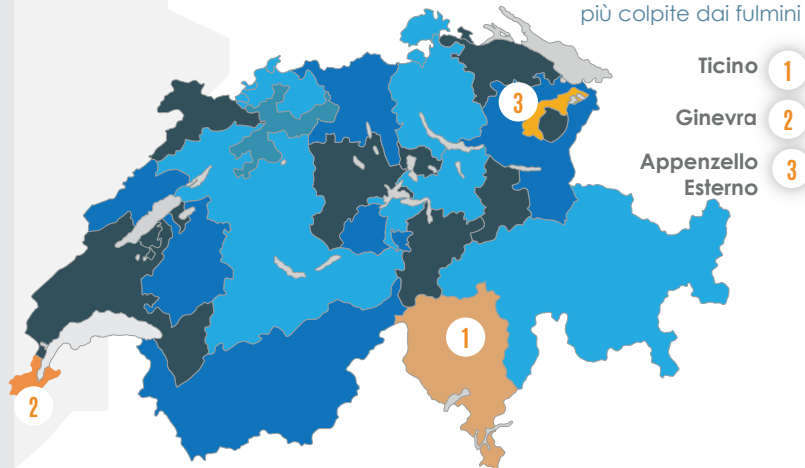 più colpite dai fulmini
Ticino 1
Ginevra 2
Appenzello 3
Esterno
3
1
2